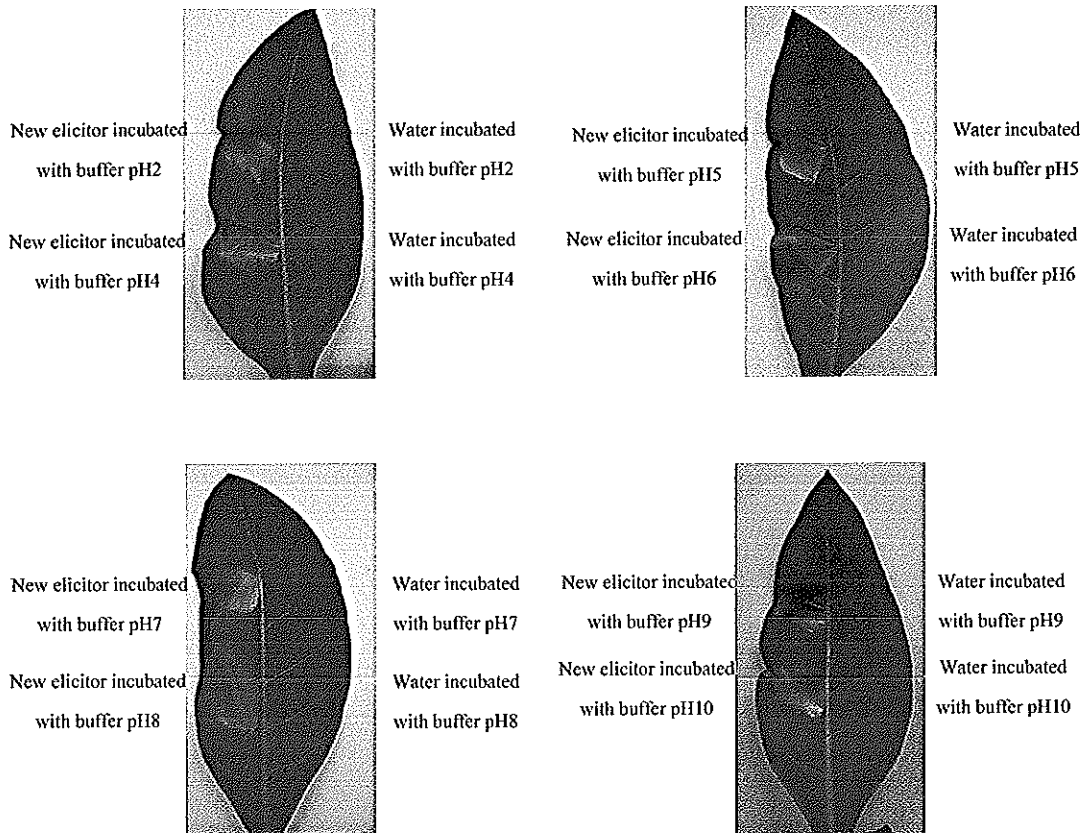 New elicitor incubated
with buffer pH2
Water incubated
with buffer pH2
New elicitor incubated
with buffer pH4
Water incubated
with buffer pH4
New elicitor incubated
with buffer pH5
Water incubated
with buffer pH5
New elicitor incubated
with buffer pH6
Water incubated
with buffer pH6
New elicitor incubated
with buffer pH7
Water incubated
with buffer pH7
New elicitor incubated
with buffer pH8
Water incubated
with buffer pH8
New elicitor incubated
with buffer pH9
Water incubated
with buffer pH9
New elicitor incubated
with buffer pH10
Water incubated
with buffer pH10